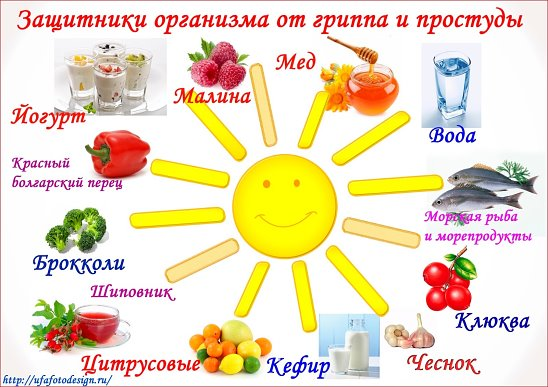 Защитники организма от гриппа и простуды
Йогурт
Малина
Мед
Вода
Красный
болгарский перец
Морская рыба
и морепродукты
Брокколи
Шиповник
Клюква
Цитрусовые
Кефир
Чеснок
http://ufafotodesign.ru/